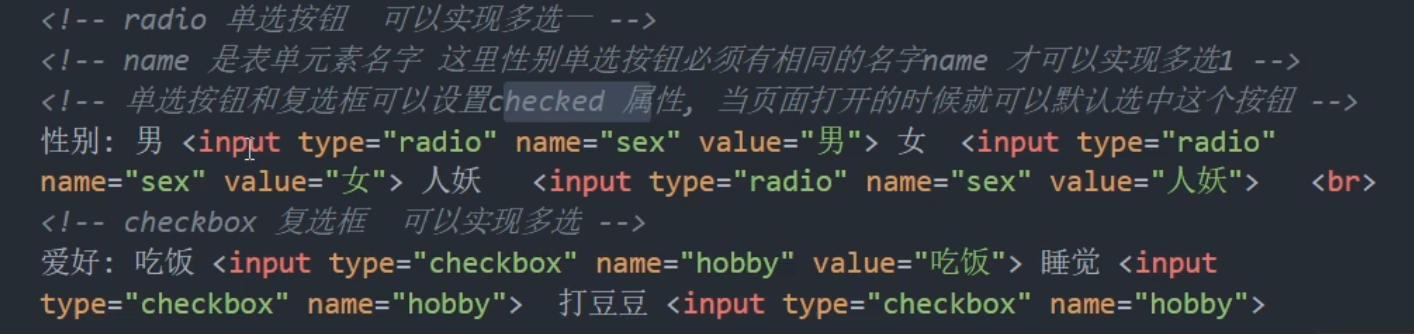 <!-- radio 单选按钮  可以实现多选一 -->
<!-- name 是表单元素名字 这里性别单选按钮必须有相同的名字name 才可以实现多选1 -->
<!-- 单选按钮和复选框可以设置checked 属性, 当页面打开的时候就可以默认选中这个按钮 -->
性别: 男 <input type="radio" name="sex" value="男"> 女  <input type="radio"
name="sex" value="女"> 人妖   <input type="radio" name="sex" value="人妖">   <br>
<!-- checkbox 复选框  可以实现多选 -->
爱好: 吃饭 <input type="checkbox" name="hobby" value="吃饭"> 睡觉 <input
type="checkbox" name="hobby">  打豆豆 <input type="checkbox" name="hobby">